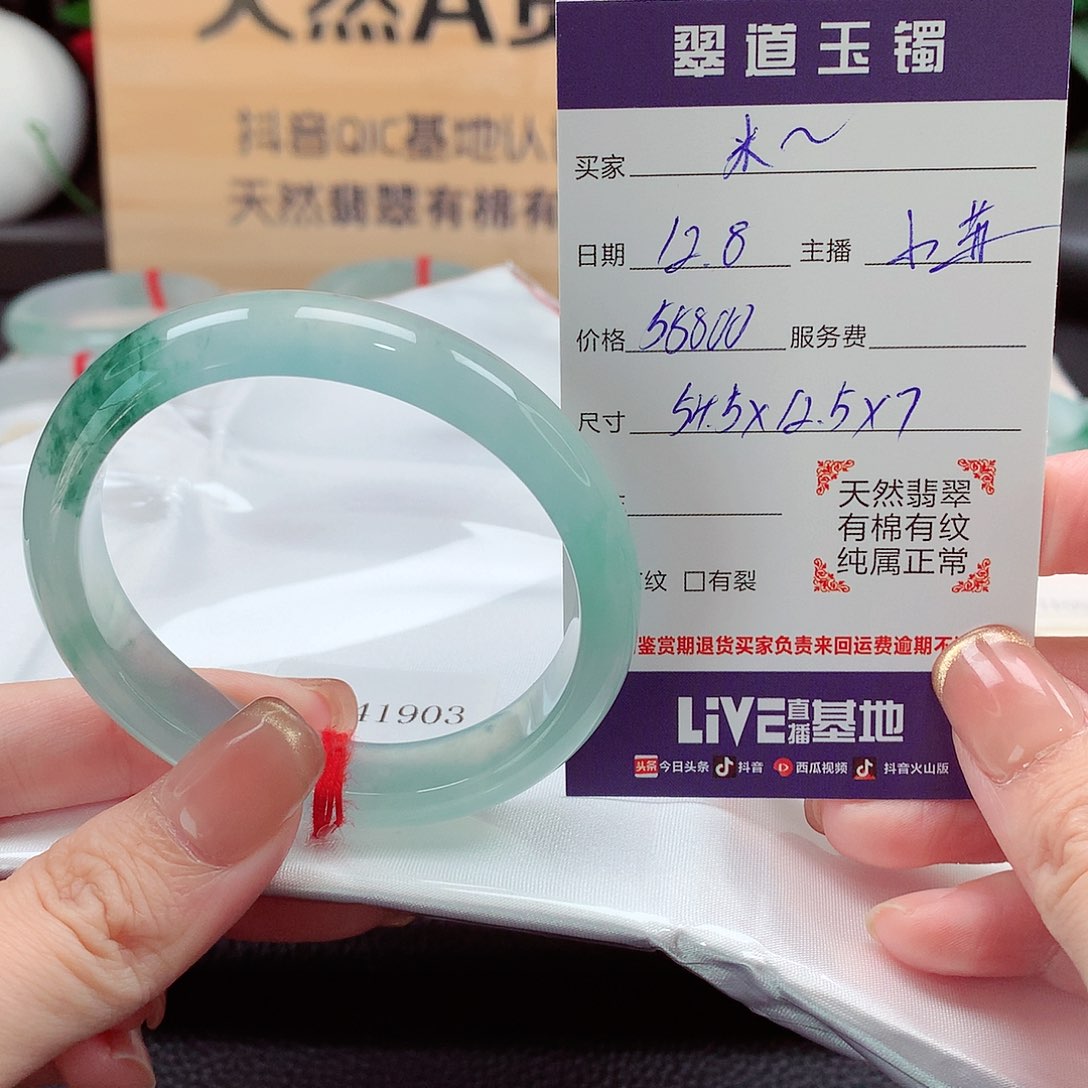 天然A货
抖音QIC基地认
天然翡翠有棉有
翠道玉镯
买家 米~
日期 12.8 主播
价格 55800 服务费
尺寸 54.5X12.5X7
天然翡翠
有棉有纹
纯属正常
纹 □有裂
鉴赏期退货买家负责来回运费逾期不
LiVE直播基地
头条 今日头条 抖音 西瓜视频 抖音火山版
41903